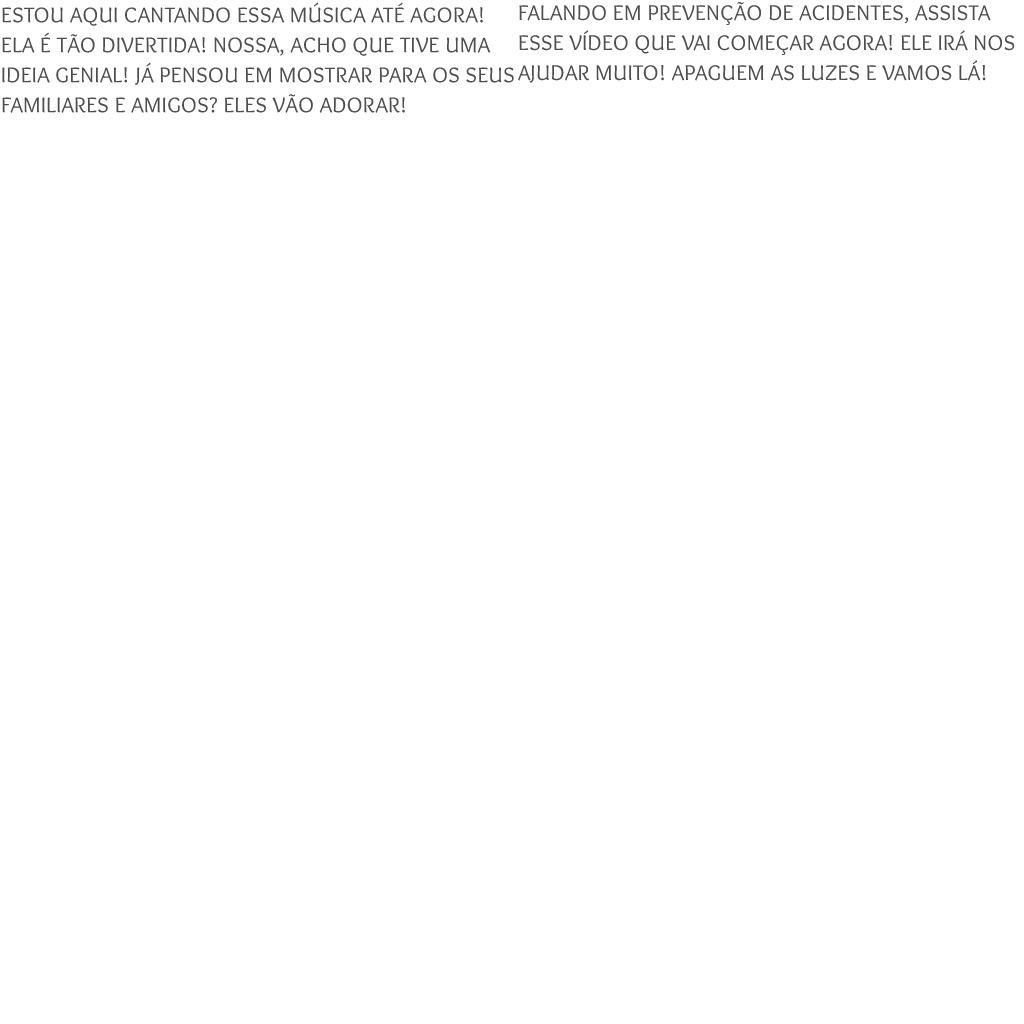 ESTOU AQUI CANTANDO ESSA MÚSICA ATÉ AGORA!
ELA É TÃO DIVERTIDA! NOSSA, ACHO QUE TIVE UMA
IDEIA GENIAL! JÁ PENSOU EM MOSTRAR PARA OS SEUS
FAMILIARES E AMIGOS? ELES VÃO ADORAR!
FALANDO EM PREVENÇÃO DE ACIDENTES, ASSISTA
ESSE VÍDEO QUE VAI COMEÇAR AGORA! ELE IRÁ NOS
AJUDAR MUITO! APAGUEM AS LUZES E VAMOS LÁ!